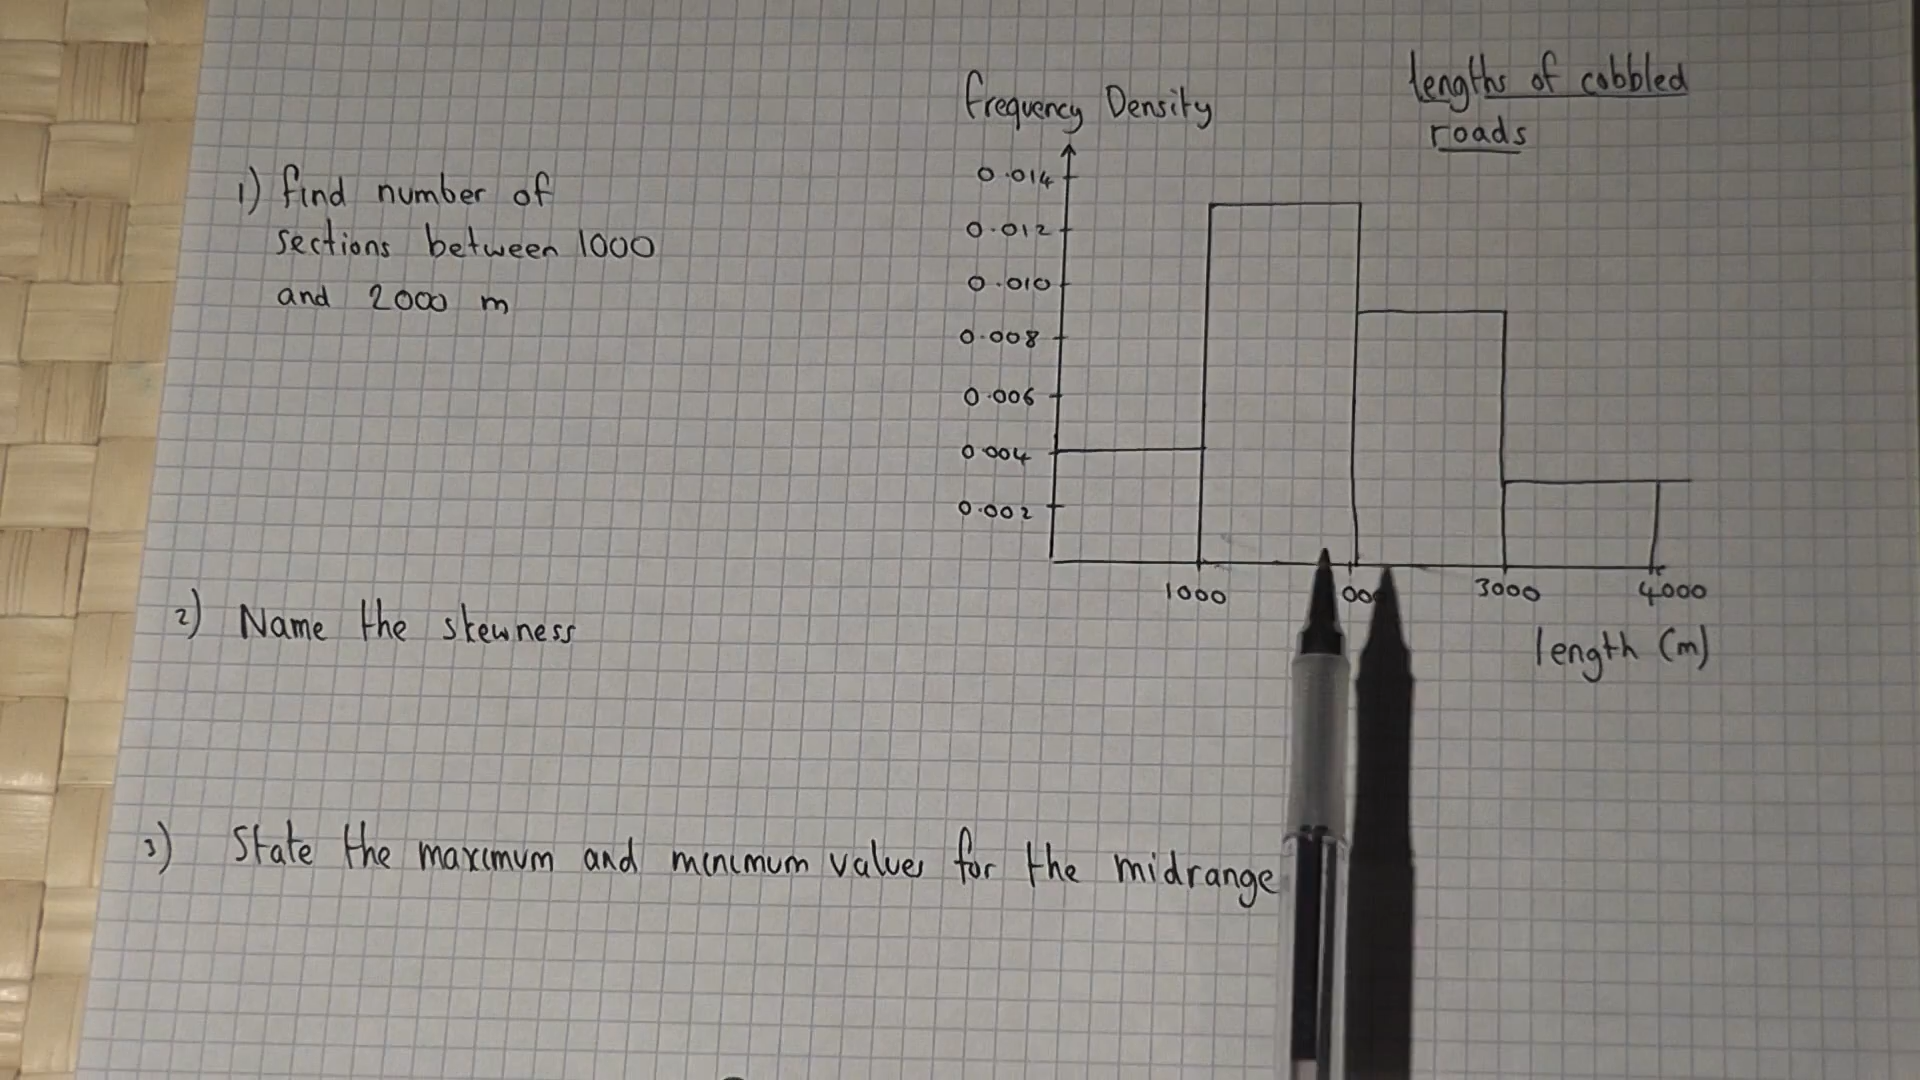 lengths of cobbled
roads
Frequency Density
0.014
0.012
0.010
0.008
0.006
0.004
0.002
1000
3000
4000
length (m)
1) find number of
sections between 1000
and 2000 m
2) Name the skewness
3) State the maximum and minimum values for the midrange